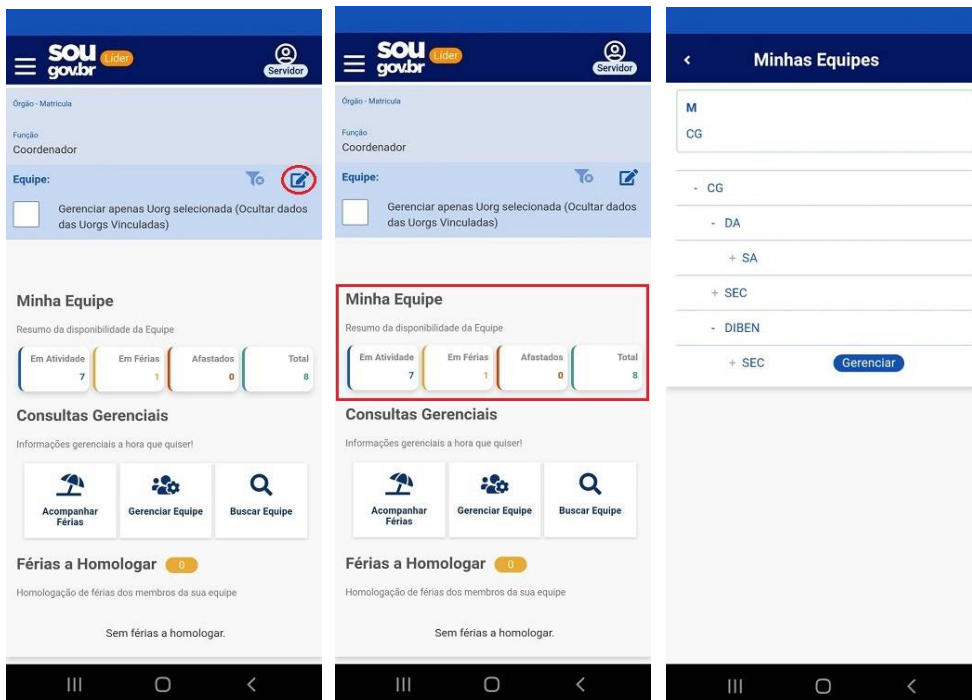 sou
gov.br
Líder
Servidor
Órgão - Matrícula
Função
Coordenador
Equipe:
Gerenciar apenas Uorg selecionada (Ocultar dados
das Uorgs Vinculadas)
Minha Equipe
Resumo da disponibilidade da Equipe
Em Atividade Em Férias Afastados Total
7 1 0 8
Consultas Gerenciais
Informações gerenciais a hora que quiser!
Acompanhar Férias
Gerenciar Equipe
Buscar Equipe
Férias a Homologar 0
Homologação de férias dos membros da sua equipe
Sem férias a homologar.
sou
gov.br
Líder
Servidor
Órgão - Matrícula
Função
Coordenador
Equipe:
Gerenciar apenas Uorg selecionada (Ocultar dados
das Uorgs Vinculadas)
Minha Equipe
Resumo da disponibilidade da Equipe
Em Atividade Em Férias Afastados Total
7 1 0 8
Consultas Gerenciais
Informações gerenciais a hora que quiser!
Acompanhar Férias
Gerenciar Equipe
Buscar Equipe
Férias a Homologar 0
Homologação de férias dos membros da sua equipe
Sem férias a homologar.
Minhas Equipes
M
CG
- CG
- DA
+ SA
+ SEC
- DIBEN
+ SEC Gerenciar